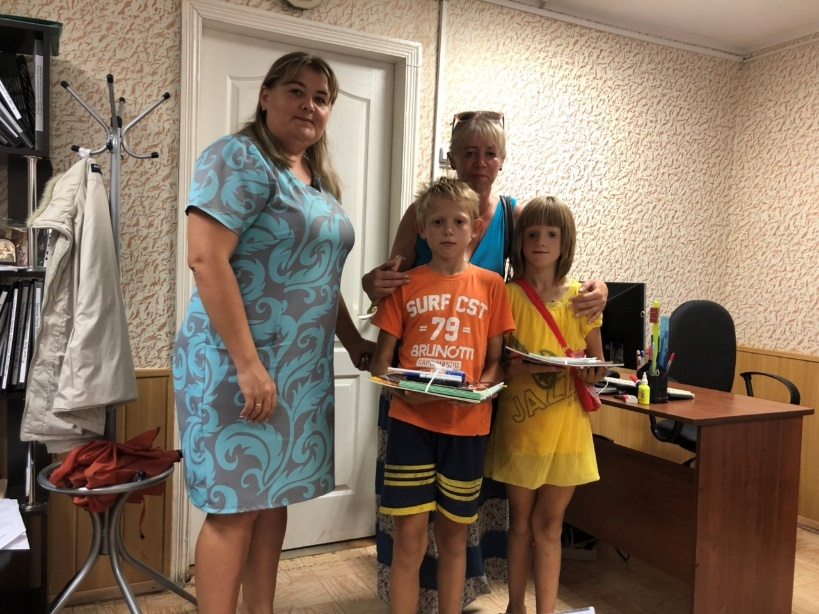 SURF CST
= 79 =
BRUNOTTI
JAZZ